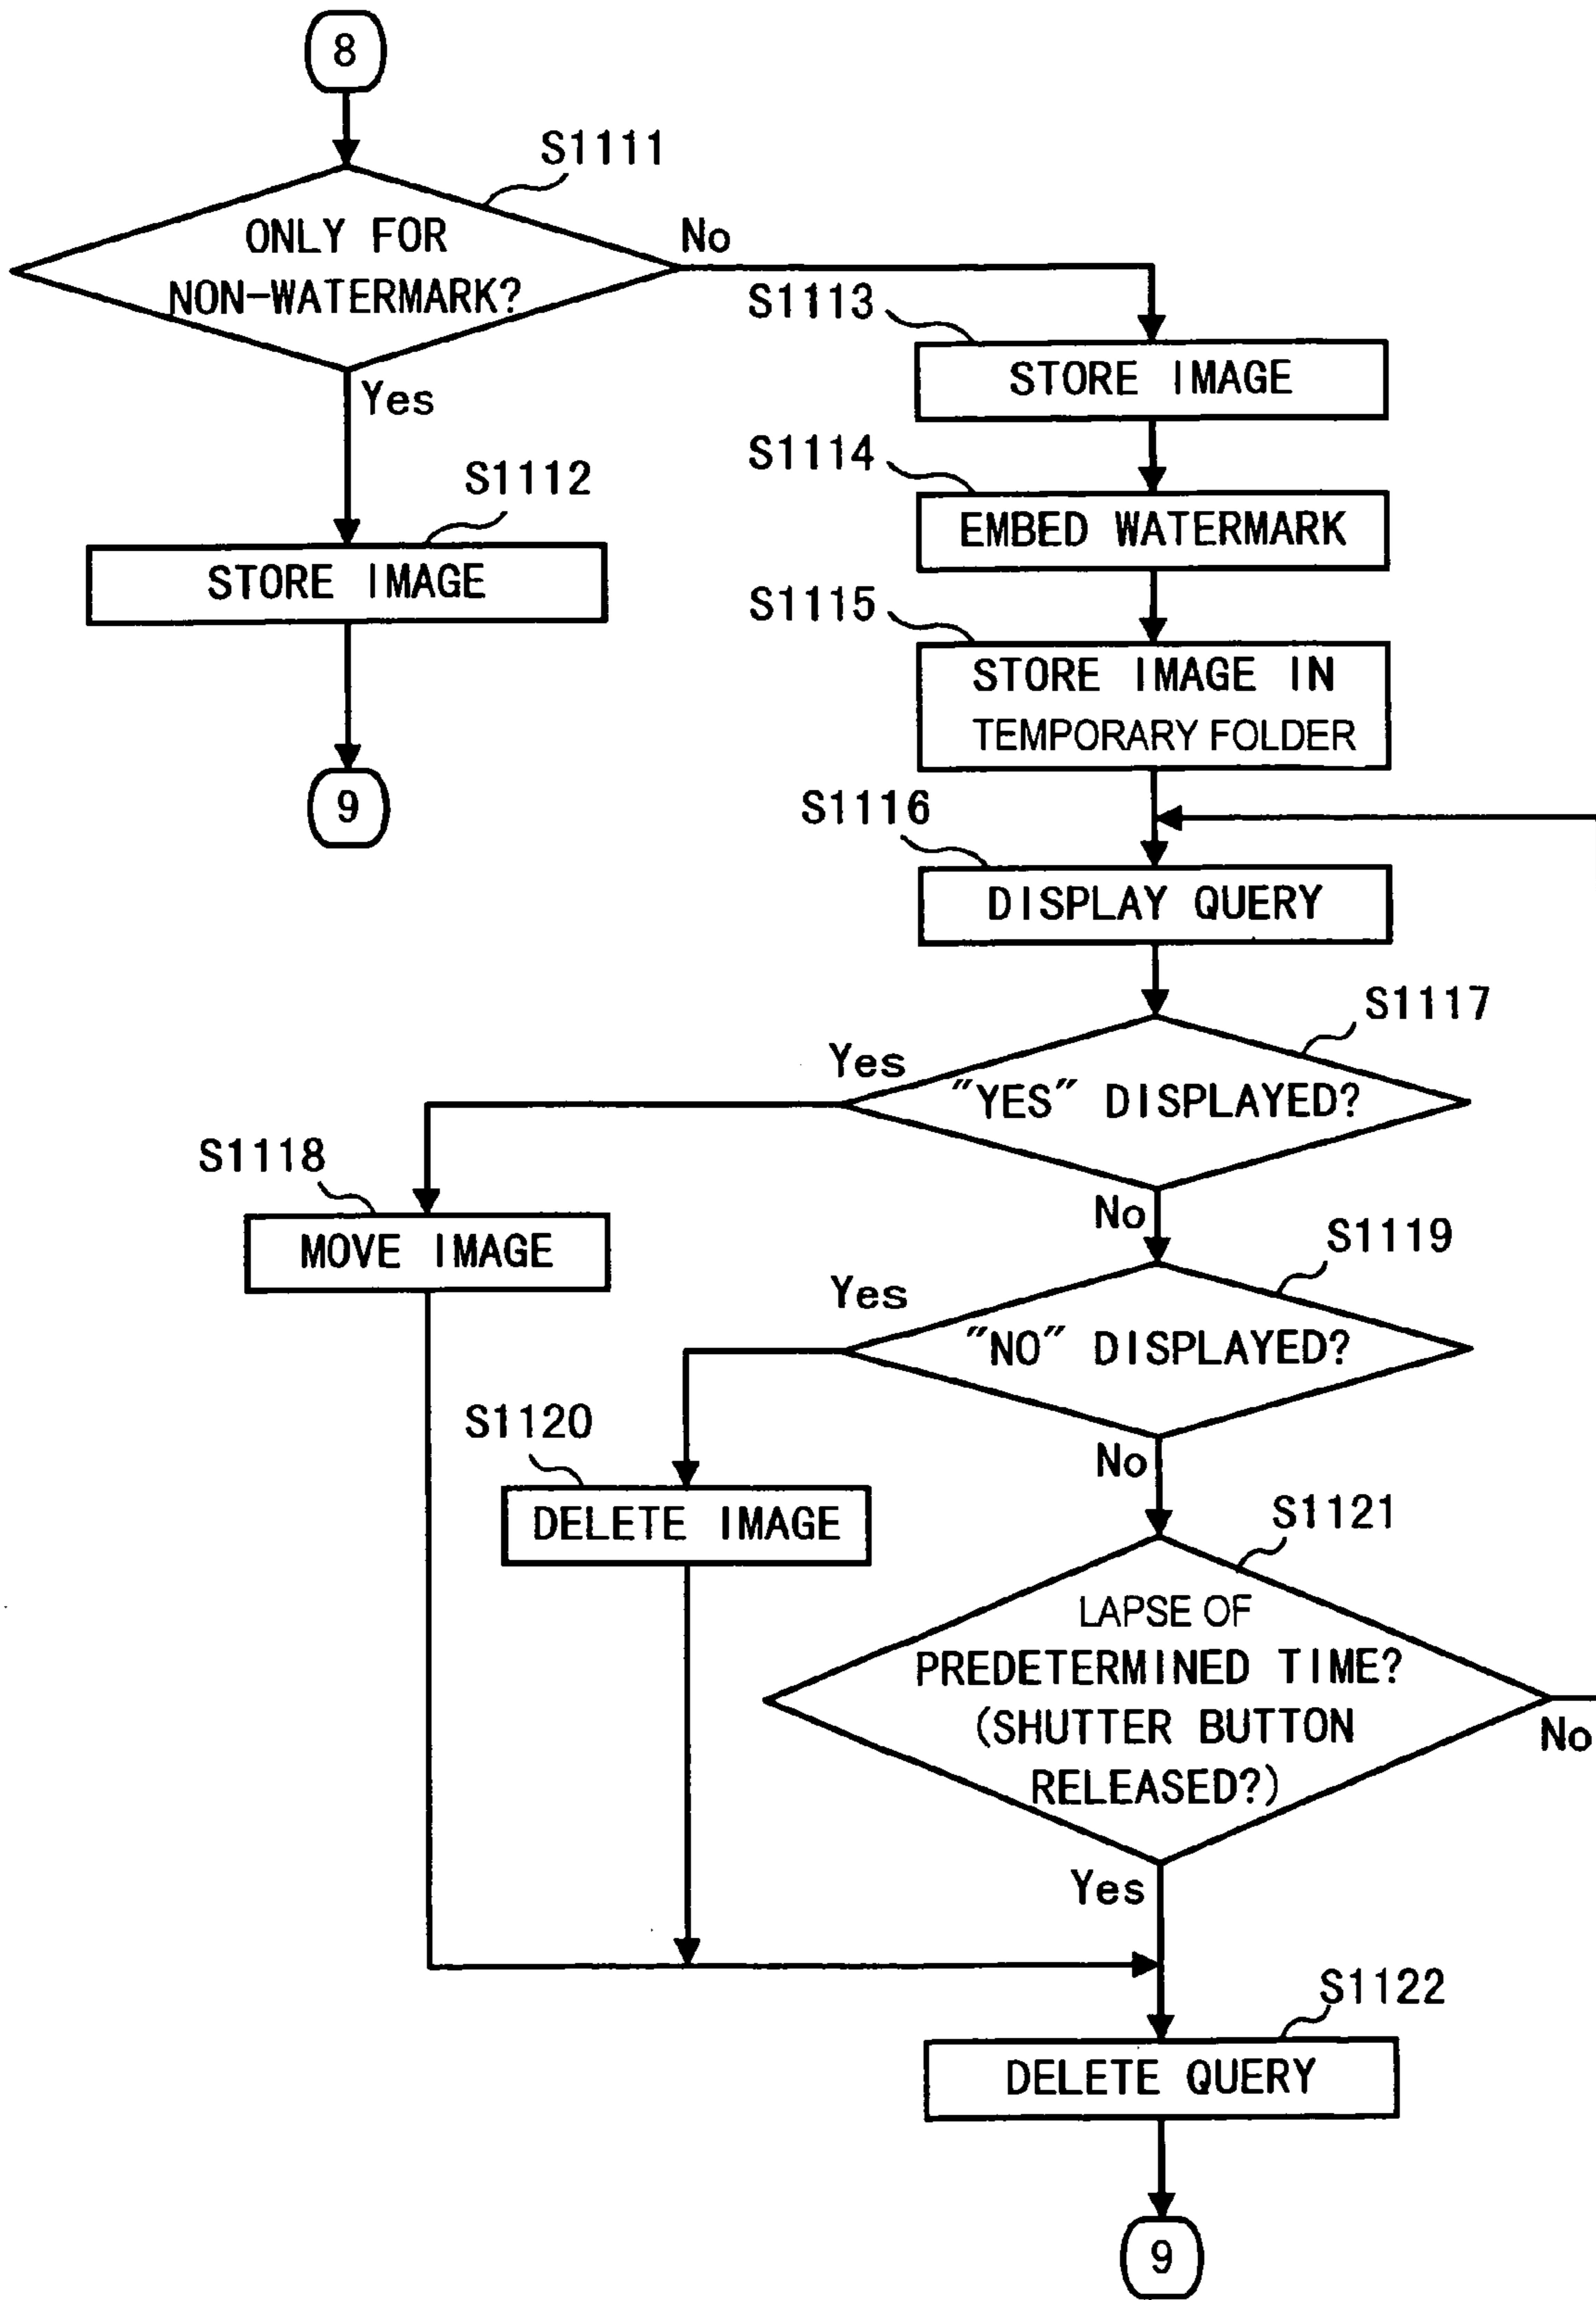 8
S1111
ONLY FOR
NON-WATERMARK?
No
Yes
S1112
STORE IMAGE
9
S1113
STORE IMAGE
S1114
EMBED WATERMARK
S1115
STORE IMAGE IN
TEMPORARY FOLDER
S1116
DISPLAY QUERY
S1117
Yes
"YES" DISPLAYED?
No
S1118
MOVE IMAGE
S1119
Yes
"NO" DISPLAYED?
No
S1120
DELETE IMAGE
S1121
LAPSE OF
PREDETERMINED TIME?
(SHUTTER BUTTON
RELEASED?)
No
Yes
S1122
DELETE QUERY
9